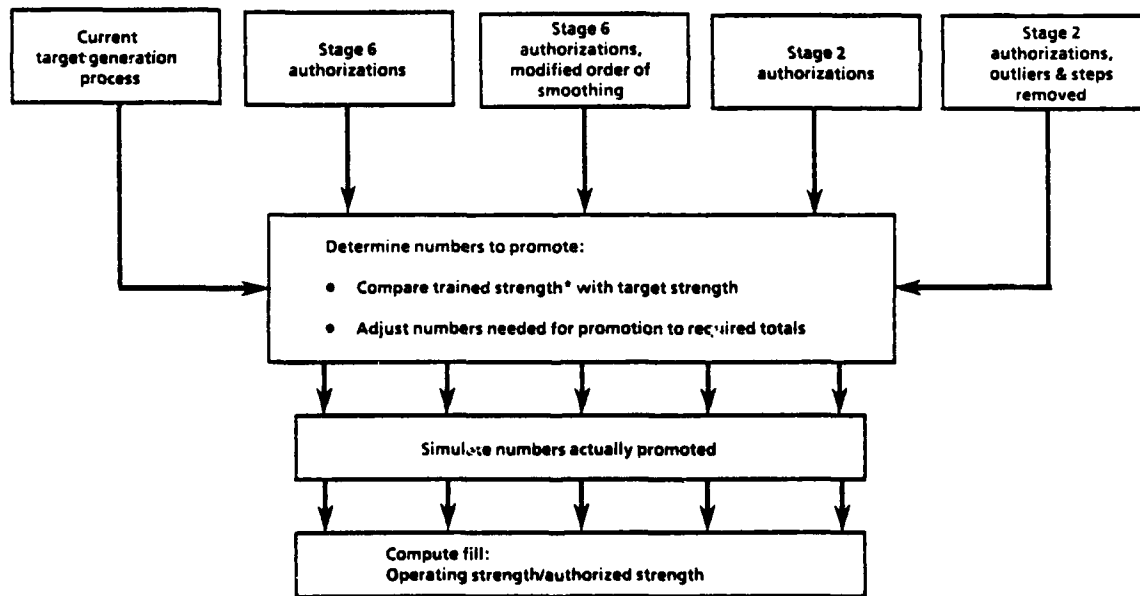 Current
target generation
process
Stage 6
authorizations
Stage 6
authorizations,
modified order of
smoothing
Stage 2
authorizations
Stage 2
authorizations,
outliers & steps
removed
Determine numbers to promote:
• Compare trained strength* with target strength
• Adjust numbers needed for promotion to required totals
Simulate numbers actually promoted
Compute fill:
Operating strength/authorized strength